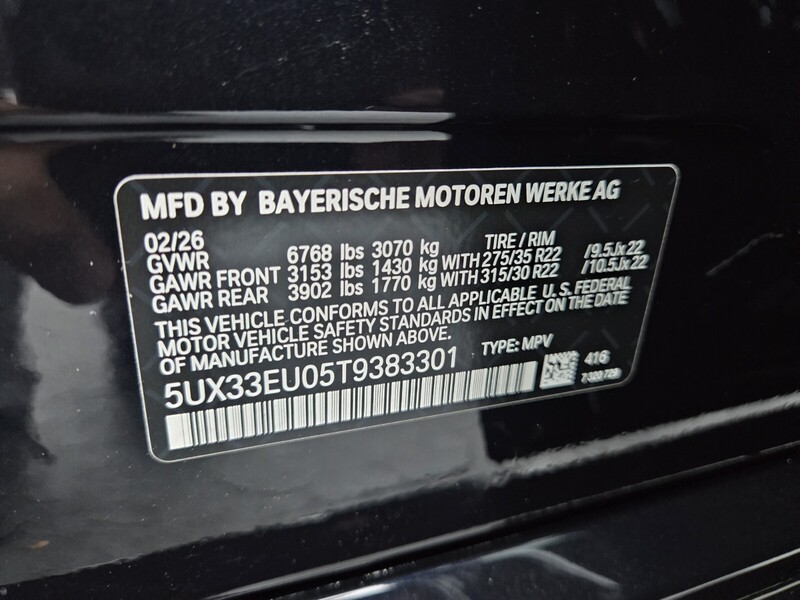 MFD BY BAYERISCHE MOTOREN WERKE AG
02/26 TIRE / RIM
GVWR 6768 lbs 3070 kg
GAWR FRONT 3153 lbs 1430 kg WITH 275/35 R22 /9.5Jx22
GAWR REAR 3902 lbs 1770 kg WITH 315/30 R22 /10.5Jx22
THIS VEHICLE CONFORMS TO ALL APPLICABLE U.S. FEDERAL
MOTOR VEHICLE SAFETY STANDARDS IN EFFECT ON THE DATE
OF MANUFACTURE SHOWN ABOVE.
5UX33EU05T9383301 TYPE: MPV
416